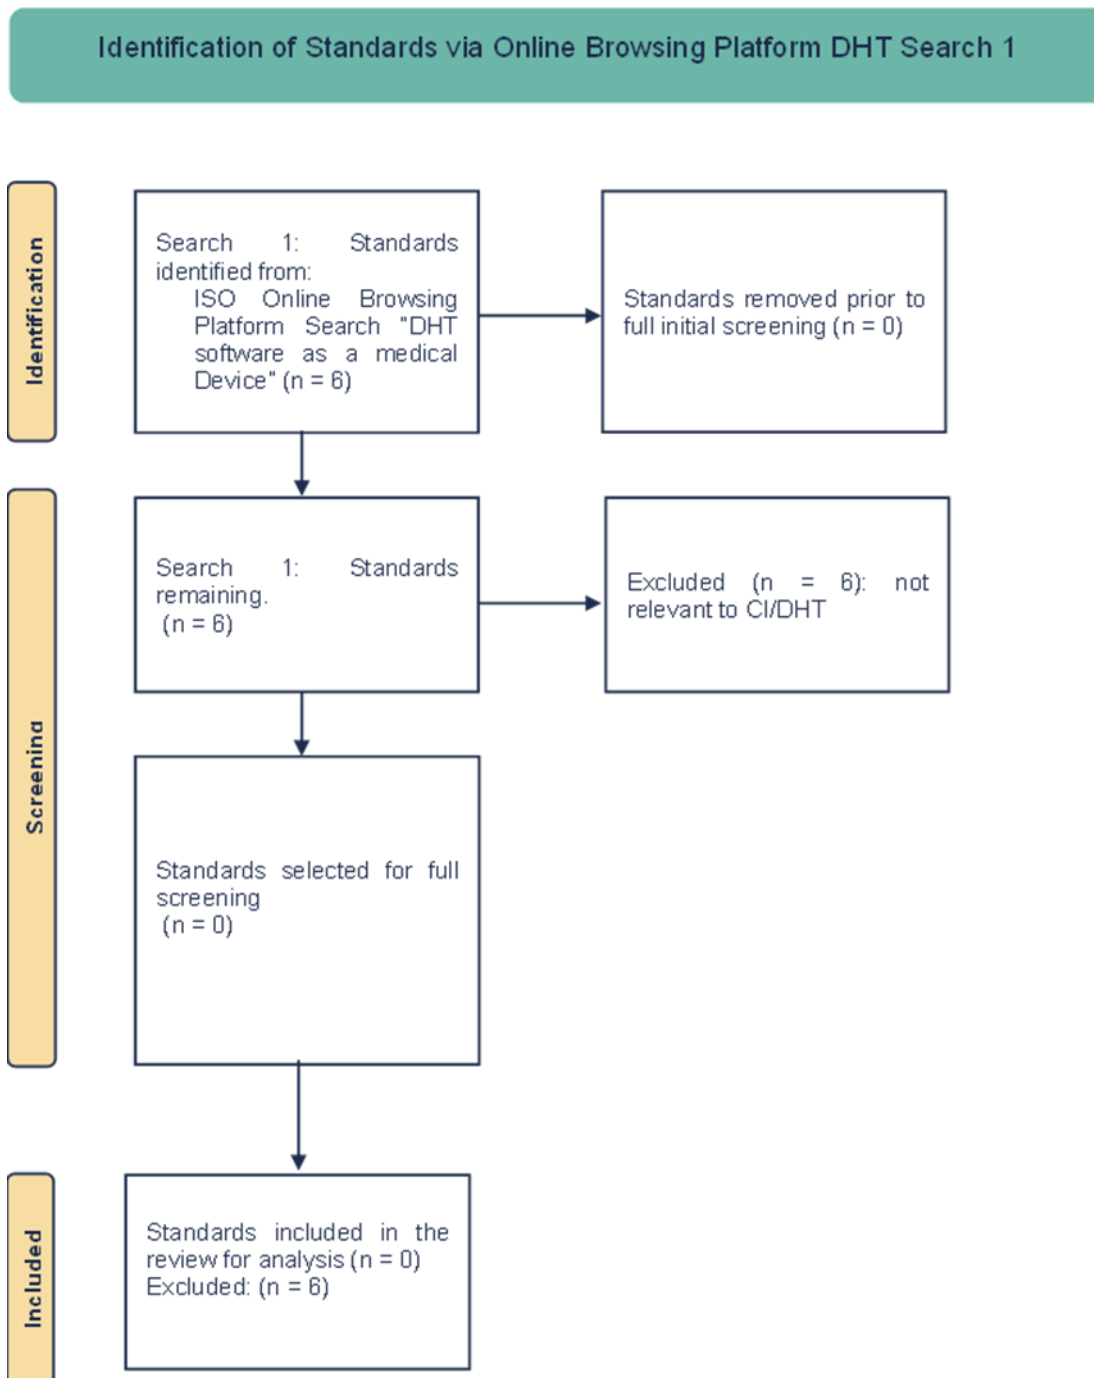 Identification of Standards via Online Browsing Platform DHT Search 1
Identification
Search 1: Standards
identified from:
ISO Online Browsing
Platform Search "DHT
software as a medical
Device" (n = 6)
Standards removed prior to
full initial screening (n = 0)
Screening
Search 1: Standards
remaining.
(n = 6)
Excluded (n = 6): not
relevant to CI/DHT
Standards selected for full
screening
(n = 0)
Included
Standards included in the
review for analysis (n = 0)
Excluded: (n = 6)